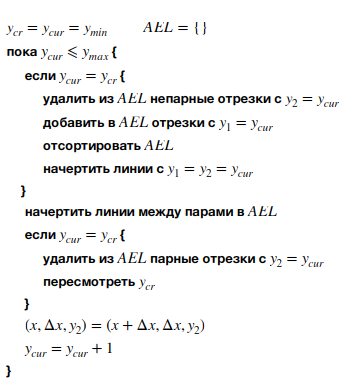 y_cr = y_cur = y_min AEL = {}
пока y_cur ⩽ y_max {
если y_cur = y_cr {
удалить из AEL непарные отрезки с y_2 = y_cur
добавить в AEL отрезки с y_1 = y_cur
отсортировать AEL
начертить линии с y_1 = y_2 = y_cur
}
начертить линии между парами в AEL
если y_cur = y_cr {
удалить из AEL парные отрезки с y_2 = y_cur
пересмотреть y_cr
}
(x, Δx, y_2) = (x + Δx, Δx, y_2)
y_cur = y_cur + 1
}